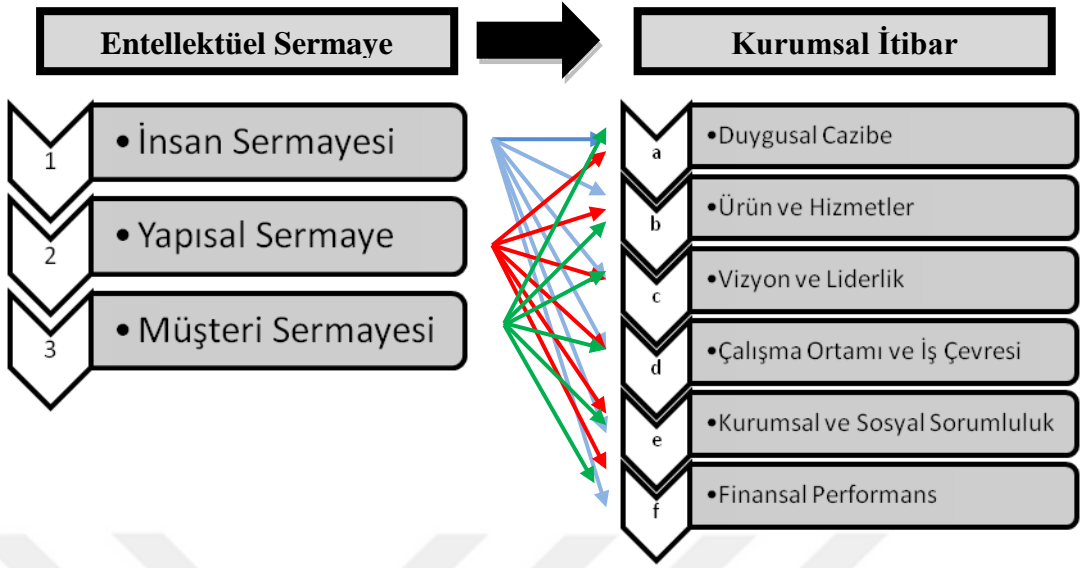 Entellektüel Sermaye
Kurumsal İtibar
1
• İnsan Sermayesi
2
• Yapısal Sermaye
3
• Müşteri Sermayesi
a
•Duygusal Cazibe
b
•Ürün ve Hizmetler
c
•Vizyon ve Liderlik
d
•Çalışma Ortamı ve İş Çevresi
e
•Kurumsal ve Sosyal Sorumluluk
f
•Finansal Performans